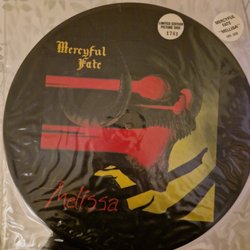 Mercyful
Fate
LIMITED EDITION
PICTURE DISC
MERCYFUL
FATE
"MELISSA"
Melissa